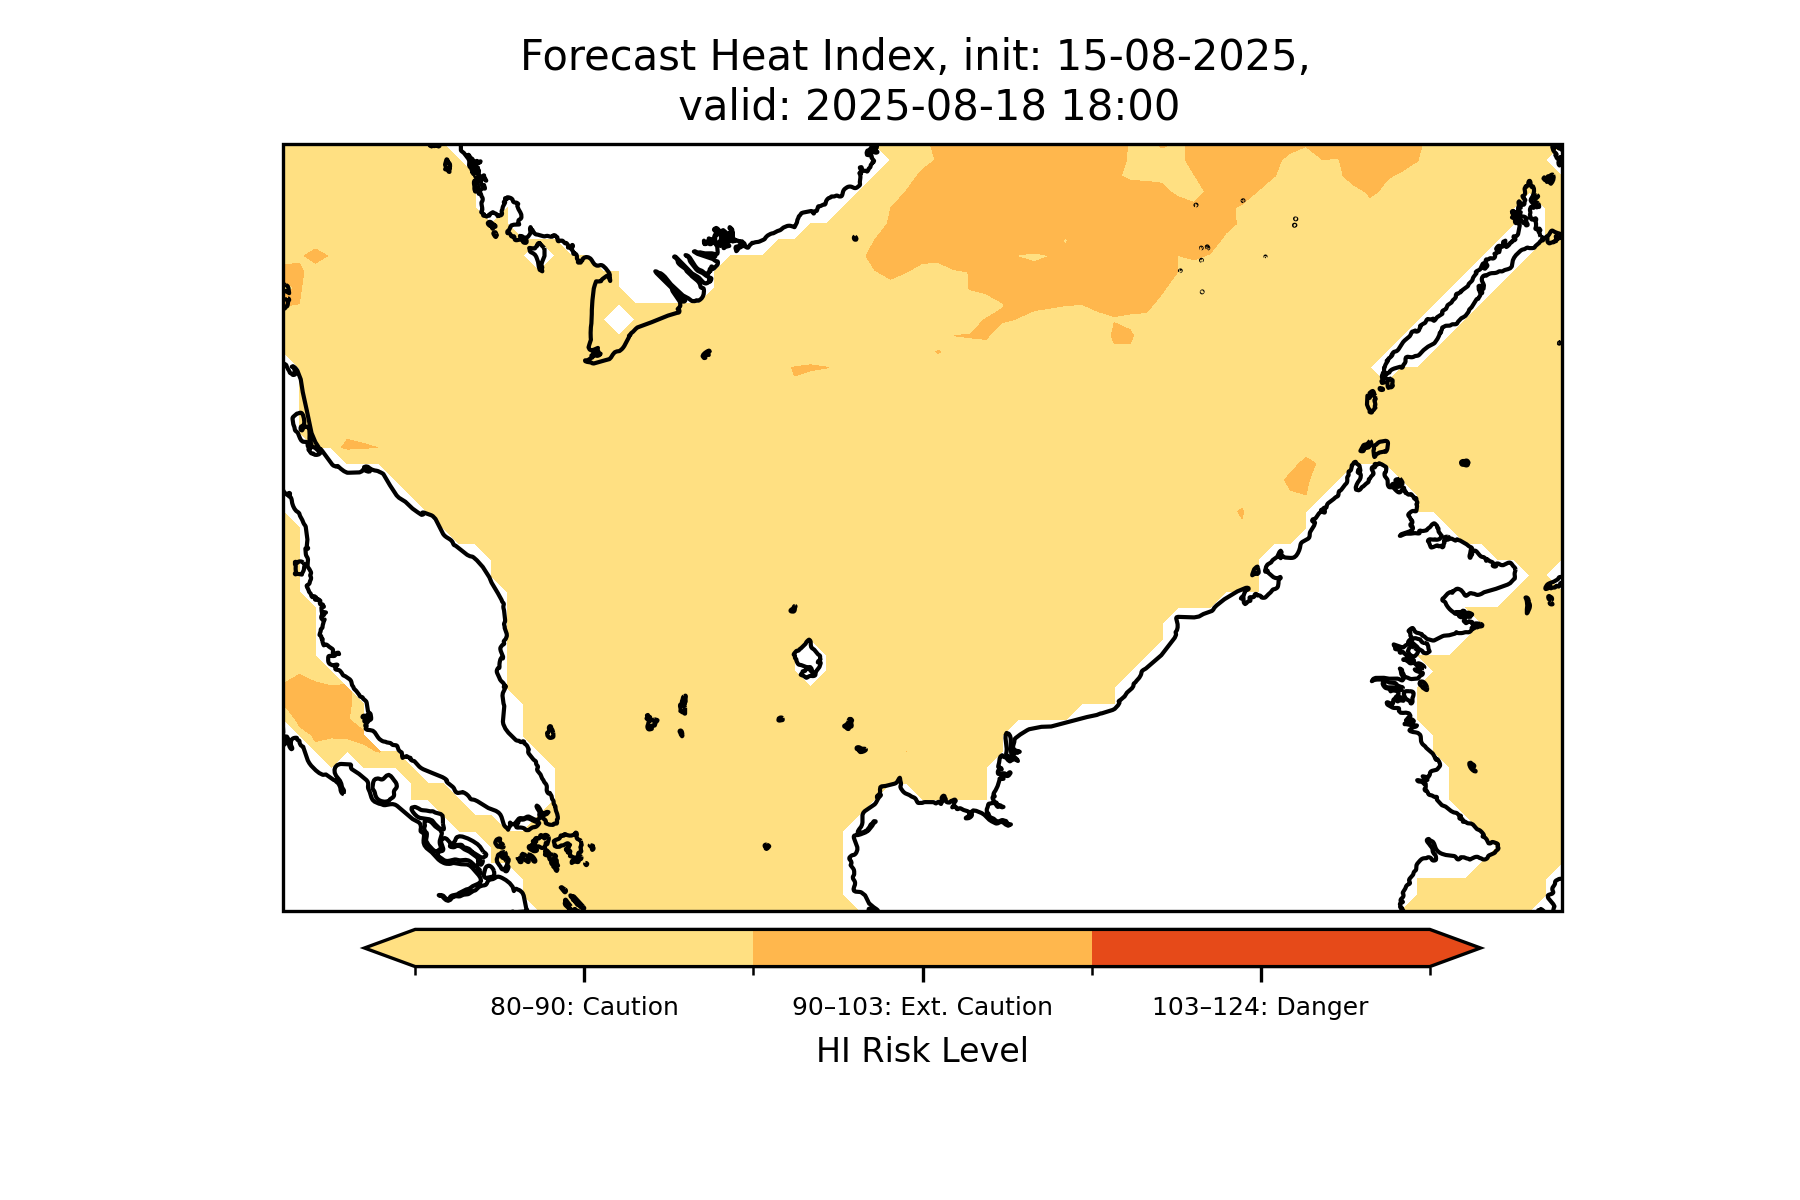 Forecast Heat Index, init: 15-08-2025,
valid: 2025-08-18 18:00
80–90: Caution
90–103: Ext. Caution
103–124: Danger
HI Risk Level